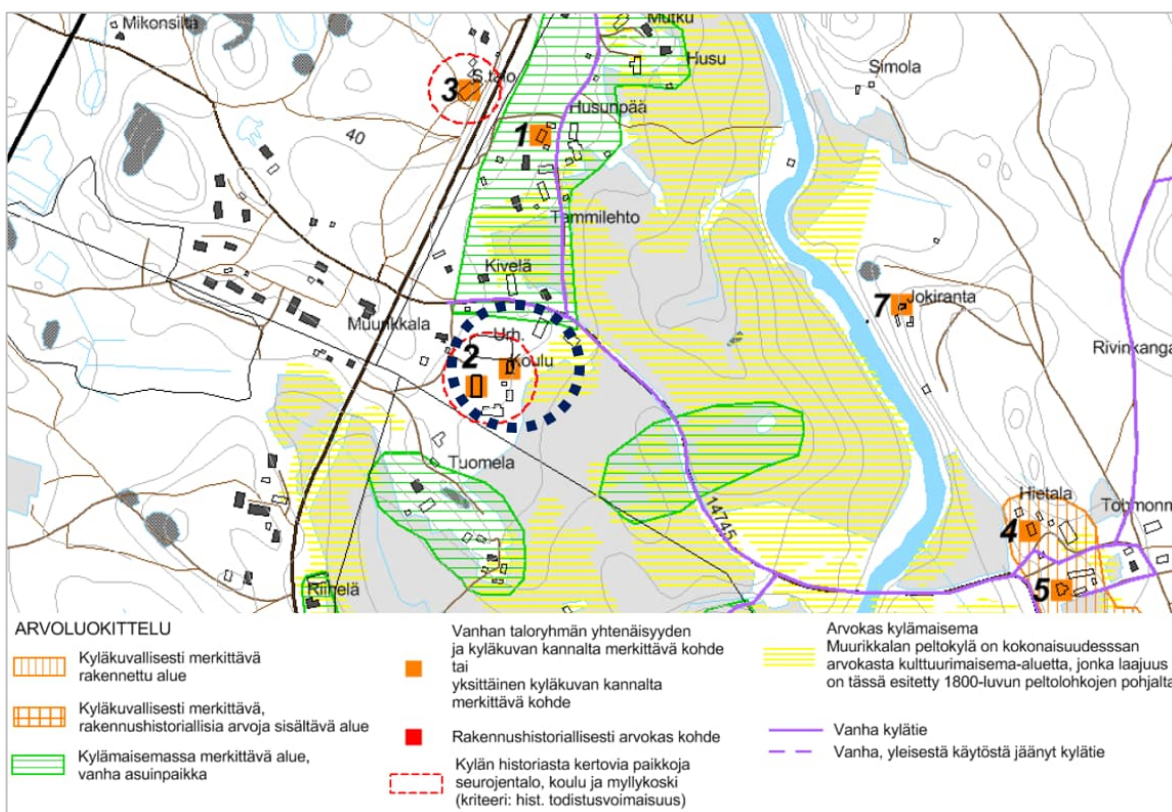 Mikonsilta
Mutku
Husu
Simola
S.talo
3
Husunpää
1
40
Tammilehto
Kivelä
Jokiranta
7
Muurikkala
Urh.
Koulu
2
Rivinkanga
Tuomela
14745
Hietala
4
5
Riihelä
ARVOLUOKITTELU
Kyläkuvallisesti merkittävä
rakennettu alue
Kyläkuvallisesti merkittävä,
rakennushistoriallisia arvoja sisältävä alue
Kylämaisemassa merkittävä alue,
vanha asuinpaikka
Vanhan taloryhmän yhtenäisyyden
ja kyläkuvan kannalta merkittävä kohde
tai
yksittäinen kyläkuvan kannalta
merkittävä kohde
Rakennushistoriallisesti arvokas kohde
Kylän historiasta kertovia paikkoja
seurojentalo, koulu ja myllykoski
(kriteeri: hist. todistusvoimaisuus)
Arvokas kylämaisema
Muurikkalan peltokylä on kokonaisuudesssan
arvokasta kulttuurimaisema-aluetta, jonka laajuus
on tässä esitetty 1800-luvun peltolohkojen pohjalta
Vanha kylätie
Vanha, yleisestä käytöstä jäänyt kylätie